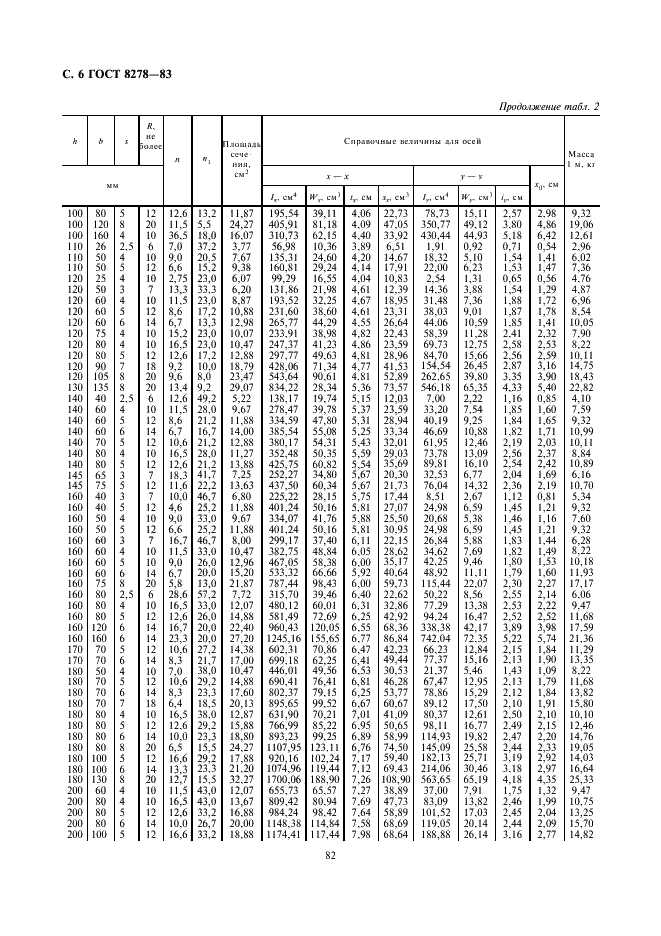 С. 6 ГОСТ 8278—83
Продолжение табл. 2
h b s R, не более n n1 Площадь сечения, см² Справочные величины для осей Масса 1 м, кг
мм x — x y — y x0, см
Ix, см⁴ Wx, см³ ix, см sx, см³ Iy, см⁴ Wy, см³ iy, см
100 80 5 12 12,6 13,2 11,87 195,54 39,11 4,06 22,73 78,73 15,11 2,57 2,98 9,32
100 120 8 20 11,5 5,5 24,27 405,91 81,18 4,09 47,05 350,77 49,12 3,80 4,86 19,06
100 160 4 10 36,5 18,0 16,07 310,73 62,15 4,40 33,92 430,44 44,93 5,18 6,42 12,61
110 26 2,5 6 7,0 37,2 3,77 56,98 10,36 3,89 6,51 1,91 0,92 0,71 0,54 2,96
110 50 4 10 9,0 20,5 7,67 135,31 24,60 4,20 14,67 18,32 5,10 1,54 1,41 6,02
110 50 5 12 6,6 15,2 9,38 160,81 29,24 4,14 17,91 22,00 6,23 1,53 1,47 7,36
120 25 4 10 2,75 23,0 6,07 99,29 16,55 4,04 10,83 2,54 1,31 0,65 0,56 4,76
120 50 3 7 13,3 33,3 6,20 131,86 21,98 4,61 12,39 14,36 3,88 1,54 1,29 4,87
120 60 4 10 11,5 23,0 8,87 193,52 32,25 4,67 18,95 31,48 7,36 1,88 1,72 6,96
120 60 5 12 8,6 17,2 10,88 231,60 38,60 4,61 23,31 38,03 9,01 1,87 1,78 8,54
120 60 6 14 6,7 13,3 12,98 265,77 44,29 4,55 26,64 44,06 10,59 1,85 1,41 10,05
120 75 4 10 15,2 23,0 10,07 233,91 38,98 4,82 22,43 58,39 11,28 2,41 2,32 7,90
120 80 4 10 16,5 23,0 10,47 247,37 41,23 4,86 23,59 69,73 12,75 2,58 2,53 8,22
120 80 5 12 12,6 17,2 12,88 297,77 49,63 4,81 28,96 84,70 15,66 2,56 2,59 10,11
120 90 7 18 9,2 10,0 18,79 428,06 71,34 4,77 41,53 154,54 26,45 2,87 3,16 14,75
120 105 8 20 9,6 8,0 23,47 543,64 90,61 4,81 52,89 262,65 39,80 3,35 3,90 18,43
130 135 8 20 13,4 9,2 29,07 834,22 28,34 5,36 73,57 546,18 65,35 4,33 5,40 22,82
140 40 2,5 6 12,6 49,2 5,22 138,17 19,74 5,15 12,03 7,00 2,22 1,16 0,85 4,10
140 60 4 10 11,5 28,0 9,67 278,47 39,78 5,37 23,59 33,20 7,54 1,85 1,60 7,59
140 60 5 12 8,6 21,2 11,88 334,59 47,80 5,31 28,94 40,19 9,25 1,84 1,65 9,32
140 60 6 14 6,7 16,7 14,00 385,54 55,08 5,25 33,34 46,69 10,88 1,82 1,71 10,99
140 70 5 12 10,6 21,2 12,88 380,17 54,31 5,43 32,01 61,95 12,46 2,19 2,03 10,11
140 80 4 10 16,5 28,0 11,27 352,48 50,35 5,59 29,03 73,78 13,09 2,56 2,37 8,84
140 80 5 12 12,6 21,2 13,88 425,75 60,82 5,54 35,69 89,81 16,10 2,54 2,42 10,89
145 65 3 7 18,3 41,7 7,25 252,27 34,80 5,67 20,30 32,53 6,77 2,04 1,69 6,16
145 75 5 12 11,6 22,2 13,63 437,50 60,34 5,67 21,73 76,04 14,32 2,36 2,19 10,70
160 40 3 7 10,0 46,7 6,80 225,22 28,15 5,75 17,44 8,51 2,67 1,12 0,81 5,34
160 40 5 12 4,6 25,2 11,88 401,24 50,16 5,81 27,07 24,98 6,59 1,45 1,21 9,32
160 50 4 10 9,0 33,0 9,67 334,07 41,76 5,88 25,50 20,68 5,38 1,46 1,16 7,60
160 50 5 12 6,6 25,2 11,88 401,24 50,16 5,81 30,95 24,98 6,59 1,45 1,21 9,32
160 60 3 7 16,7 46,7 8,00 299,17 37,40 6,11 22,15 26,84 5,88 1,83 1,44 6,28
160 60 4 10 11,5 33,0 10,47 382,75 48,84 6,05 28,62 34,62 7,69 1,82 1,49 8,22
160 60 5 10 9,0 26,0 12,96 467,05 58,38 6,00 35,17 42,25 9,46 1,80 1,53 10,18
160 60 6 14 6,7 20,0 15,20 533,32 66,66 5,92 40,64 48,92 11,11 1,79 1,60 11,93
160 75 8 20 5,8 13,0 21,87 787,44 98,43 6,00 59,73 115,44 22,07 2,30 2,27 17,17
160 80 2,5 6 28,6 57,2 7,72 315,70 39,46 6,40 22,62 50,22 8,56 2,55 2,14 6,06
160 80 4 10 16,5 33,0 12,07 480,12 60,01 6,31 32,86 77,29 13,38 2,53 2,22 9,47
160 80 5 12 12,6 26,0 14,88 581,49 72,69 6,25 42,92 94,24 16,47 2,52 2,52 11,68
160 120 6 14 16,7 20,0 22,40 960,43 120,05 6,55 68,36 338,38 42,17 3,89 3,98 17,59
160 160 6 14 23,3 20,0 27,20 1245,16 155,65 6,77 86,84 742,04 72,35 5,22 5,74 21,36
170 70 5 12 10,6 27,2 14,38 602,31 70,86 6,47 42,23 66,23 12,84 2,15 1,84 11,29
170 70 6 14 8,3 21,7 17,00 699,18 62,25 6,41 49,44 77,37 15,16 2,13 1,90 13,35
180 50 4 10 7,0 38,0 10,47 446,01 49,56 6,53 30,53 21,37 5,46 1,43 1,09 8,22
180 70 5 12 10,6 29,2 14,88 690,41 76,41 6,81 46,28 67,47 12,95 2,13 1,79 11,68
180 70 6 14 8,3 23,3 17,60 802,37 79,15 6,25 53,77 78,86 15,29 2,12 1,84 13,82
180 70 7 18 6,4 18,5 20,13 895,65 99,52 6,67 60,67 89,12 17,50 2,10 1,91 15,80
180 80 4 10 16,5 38,0 12,87 631,90 70,21 7,01 41,09 80,37 12,61 2,50 2,10 10,10
180 80 5 12 12,6 29,2 15,88 766,99 85,22 6,95 50,65 98,11 16,77 2,49 2,15 12,46
180 80 6 14 10,0 23,3 18,80 893,23 99,25 6,89 58,99 114,93 19,82 2,47 2,20 14,76
180 80 8 20 6,5 15,5 24,27 1107,95 123,11 6,76 74,50 145,09 25,58 2,44 2,33 19,05
180 100 5 12 16,6 29,2 17,88 920,16 102,24 7,17 59,40 182,13 25,71 3,19 2,92 14,03
180 100 6 14 13,3 23,3 21,20 1074,96 119,44 7,12 69,43 214,06 30,46 3,18 2,97 16,64
180 130 8 20 12,7 15,5 32,27 1700,06 188,90 7,26 108,90 563,65 65,19 4,18 4,35 25,33
200 60 4 10 11,5 43,0 12,07 655,73 65,57 7,27 38,89 37,00 7,91 1,75 1,32 9,47
200 80 4 10 16,5 43,0 13,67 809,42 80,94 7,69 47,73 83,09 13,82 2,46 1,99 10,75
200 80 5 12 12,6 33,2 16,88 984,24 98,42 7,64 58,89 101,52 17,03 2,45 2,04 13,25
200 80 6 14 10,0 26,7 20,00 1148,38 114,84 7,58 68,69 119,05 20,14 2,44 2,09 15,70
200 100 5 12 16,6 33,2 18,88 1174,41 117,44 7,98 68,64 188,88 26,14 3,16 2,77 14,82
82